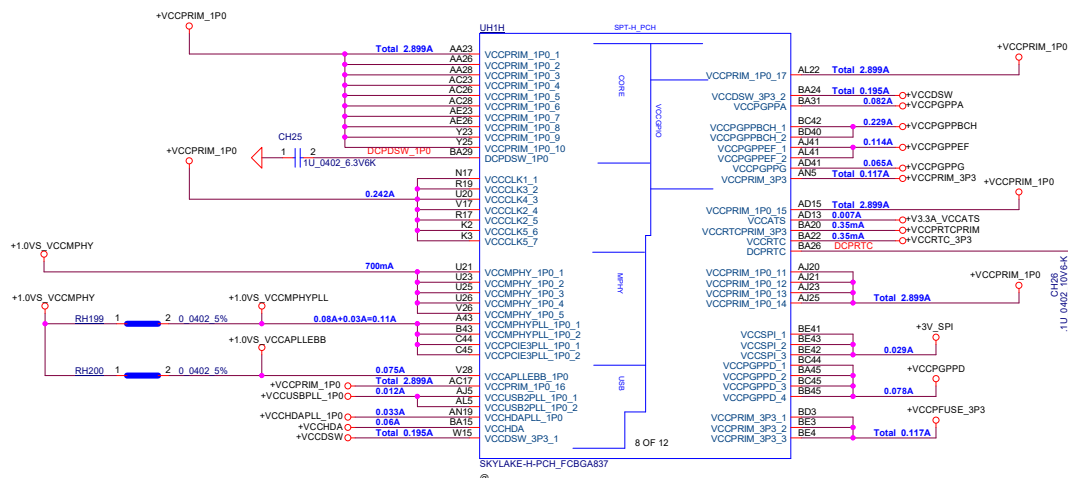 +VCCPRIM_1P0
UH1H
SPT-H_PCH
Total 2.899A
AA23 VCCPRIM_1P0_1
AA26 VCCPRIM_1P0_2
AA28 VCCPRIM_1P0_3
AC23 VCCPRIM_1P0_4
AC26 VCCPRIM_1P0_5
AC28 VCCPRIM_1P0_6
AE23 VCCPRIM_1P0_7
AE26 VCCPRIM_1P0_8
Y23 VCCPRIM_1P0_9
Y25 VCCPRIM_1P0_10
CH25
1 2
1U_0402_6.3V6K
DCPDSW_1P0 BA29 DCPDSW_1P0
+VCCPRIM_1P0
0.242A
N17 VCCCLK1_1
R19 VCCCLK3_2
U20 VCCCLK4_3
V17 VCCCLK2_4
R17 VCCCLK2_5
K2 VCCCLK5_6
K3 VCCCLK5_7
+1.0VS_VCCMPHY
700mA
U21 VCCMPHY_1P0_1
U23 VCCMPHY_1P0_2
U25 VCCMPHY_1P0_3
U26 VCCMPHY_1P0_4
V26 VCCMPHY_1P0_5
+1.0VS_VCCMPHY
+1.0VS_VCCMPHYPLL
RH199 1 2 0_0402_5%
0.08A+0.03A=0.11A
A43 VCCMPHYPLL_1P0_1
B43 VCCMPHYPLL_1P0_2
C44 VCCPCIE3PLL_1P0_1
C45 VCCPCIE3PLL_1P0_2
+1.0VS_VCCAPLLEBB
RH200 1 2 0_0402_5%
0.075A V28 VCCAPLLEBB_1P0
+VCCPRIM_1P0 Total 2.899A AC17 VCCPRIM_1P0_16
+VCCUSBPLL_1P0 0.012A AJ5 VCCUSB2PLL_1P0_1
AL5 VCCUSB2PLL_1P0_2
+VCCHDAPLL_1P0 0.033A AN19 VCCHDAPLL_1P0
+VCCHDA 0.06A BA15 VCCHDA
+VCCDSW Total 0.195A W15 VCCDSW_3P3_1
CORE
VCCGPIO
MPHY
USB
8 OF 12
SKYLAKE-H-PCH_FCBGA837
@
+VCCPRIM_1P0
VCCPRIM_1P0_17 AL22 Total 2.899A
VCCDSW_3P3_2 BA24 Total 0.195A +VCCDSW
VCCPGPPA BA31 0.082A +VCCPGPPA
VCCPGPPBCH_1 BC42 0.229A +VCCPGPPBCH
VCCPGPPBCH_2 BD40
VCCPGPPEF_1 AJ41 0.114A +VCCPGPPEF
VCCPGPPEF_2 AL41
VCCPGPPG AD41 0.065A +VCCPGPPG
VCCPRIM_3P3 AN5 Total 0.117A +VCCPRIM_3P3
+VCCPRIM_1P0
VCCPRIM_1P0_15 AD15 Total 2.899A
VCCATS AD13 0.007A +V3.3A_VCCATS
VCCRTCPRIM_3P3 BA20 0.35mA +VCCPRTCPRIM
VCCRTC BA22 0.35mA +VCCRTC_3P3
DCPRTC BA26 DCPRTC
CH26
.1U_0402_10V6-K
VCCPRIM_1P0_11 AJ20
VCCPRIM_1P0_12 AJ21
VCCPRIM_1P0_13 AJ23
VCCPRIM_1P0_14 AJ25 Total 2.899A
+VCCPRIM_1P0
VCCSPI_1 BE41
VCCSPI_2 BE43
VCCSPI_3 BE42 0.029A
+3V_SPI
VCCPGPPD_1 BC44
VCCPGPPD_2 BA45
VCCPGPPD_3 BC45
VCCPGPPD_4 BB45 0.078A
+VCCPGPPD
VCCPRIM_3P3_1 BD3
VCCPRIM_3P3_2 BE3
VCCPRIM_3P3_3 BE4 Total 0.117A
+VCCPFUSE_3P3